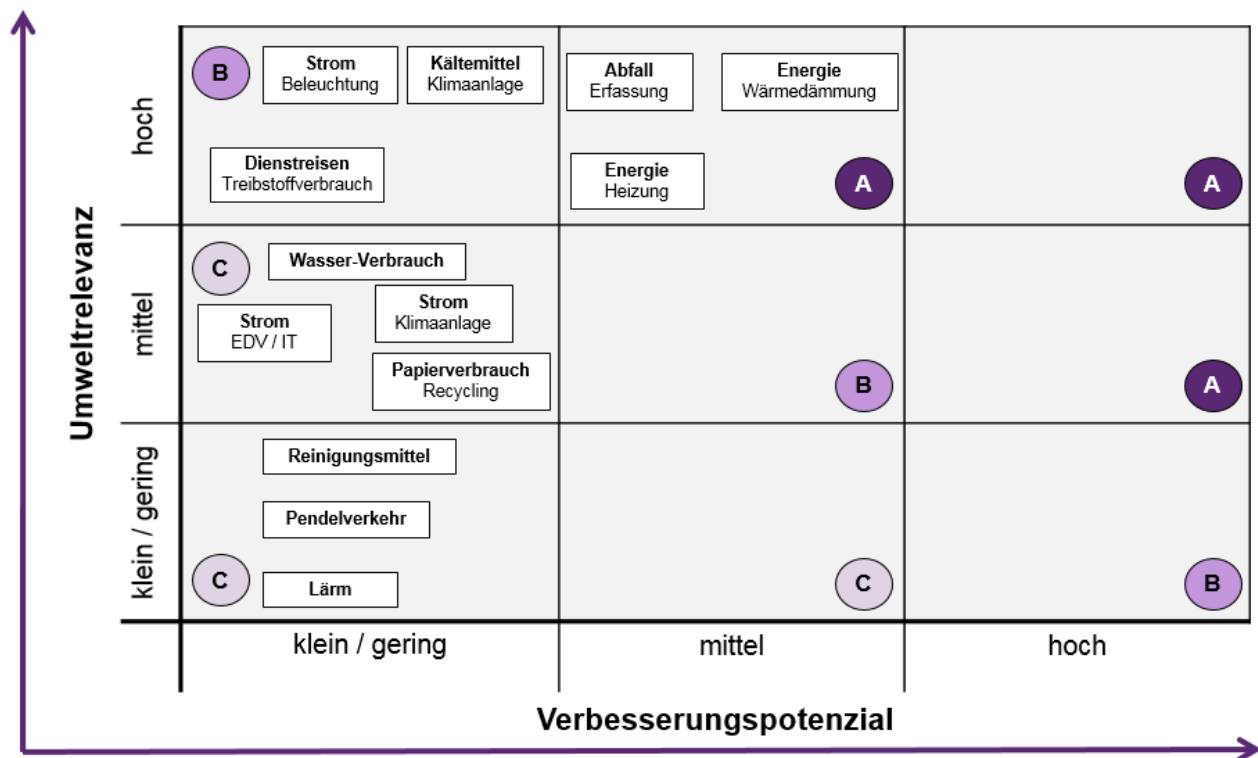 Umweltrelevanz
hoch
B
Strom
Beleuchtung
Kältemittel
Klimaanlage
Dienstreisen
Treibstoffverbrauch
Abfall
Erfassung
Energie
Wärmedämmung
Energie
Heizung
A
A
mittel
C
Wasser-Verbrauch
Strom
Klimaanlage
Strom
EDV / IT
Papierverbrauch
Recycling
B
A
klein / gering
Reinigungsmittel
Pendelverkehr
C
Lärm
C
B
klein / gering
mittel
hoch
Verbesserungspotenzial